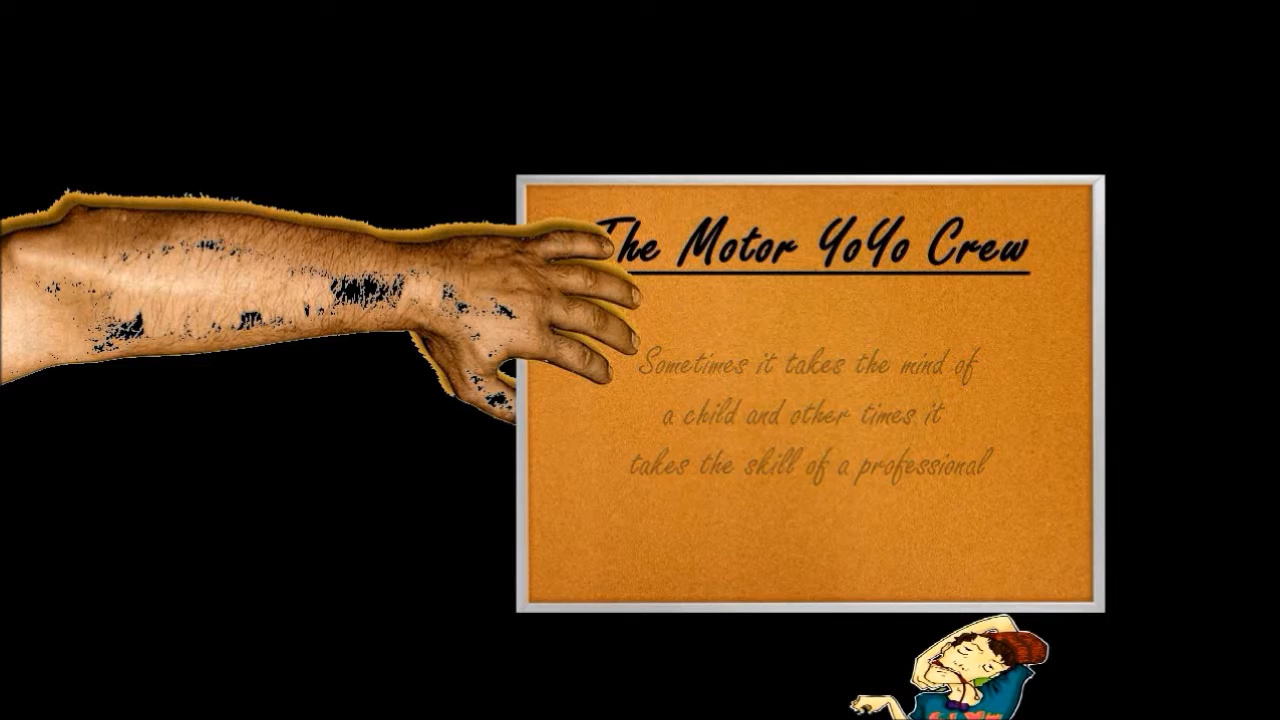 The Motor YoYo Crew
Sometimes it takes the mind of
a child and other times it
takes the skill of a professional